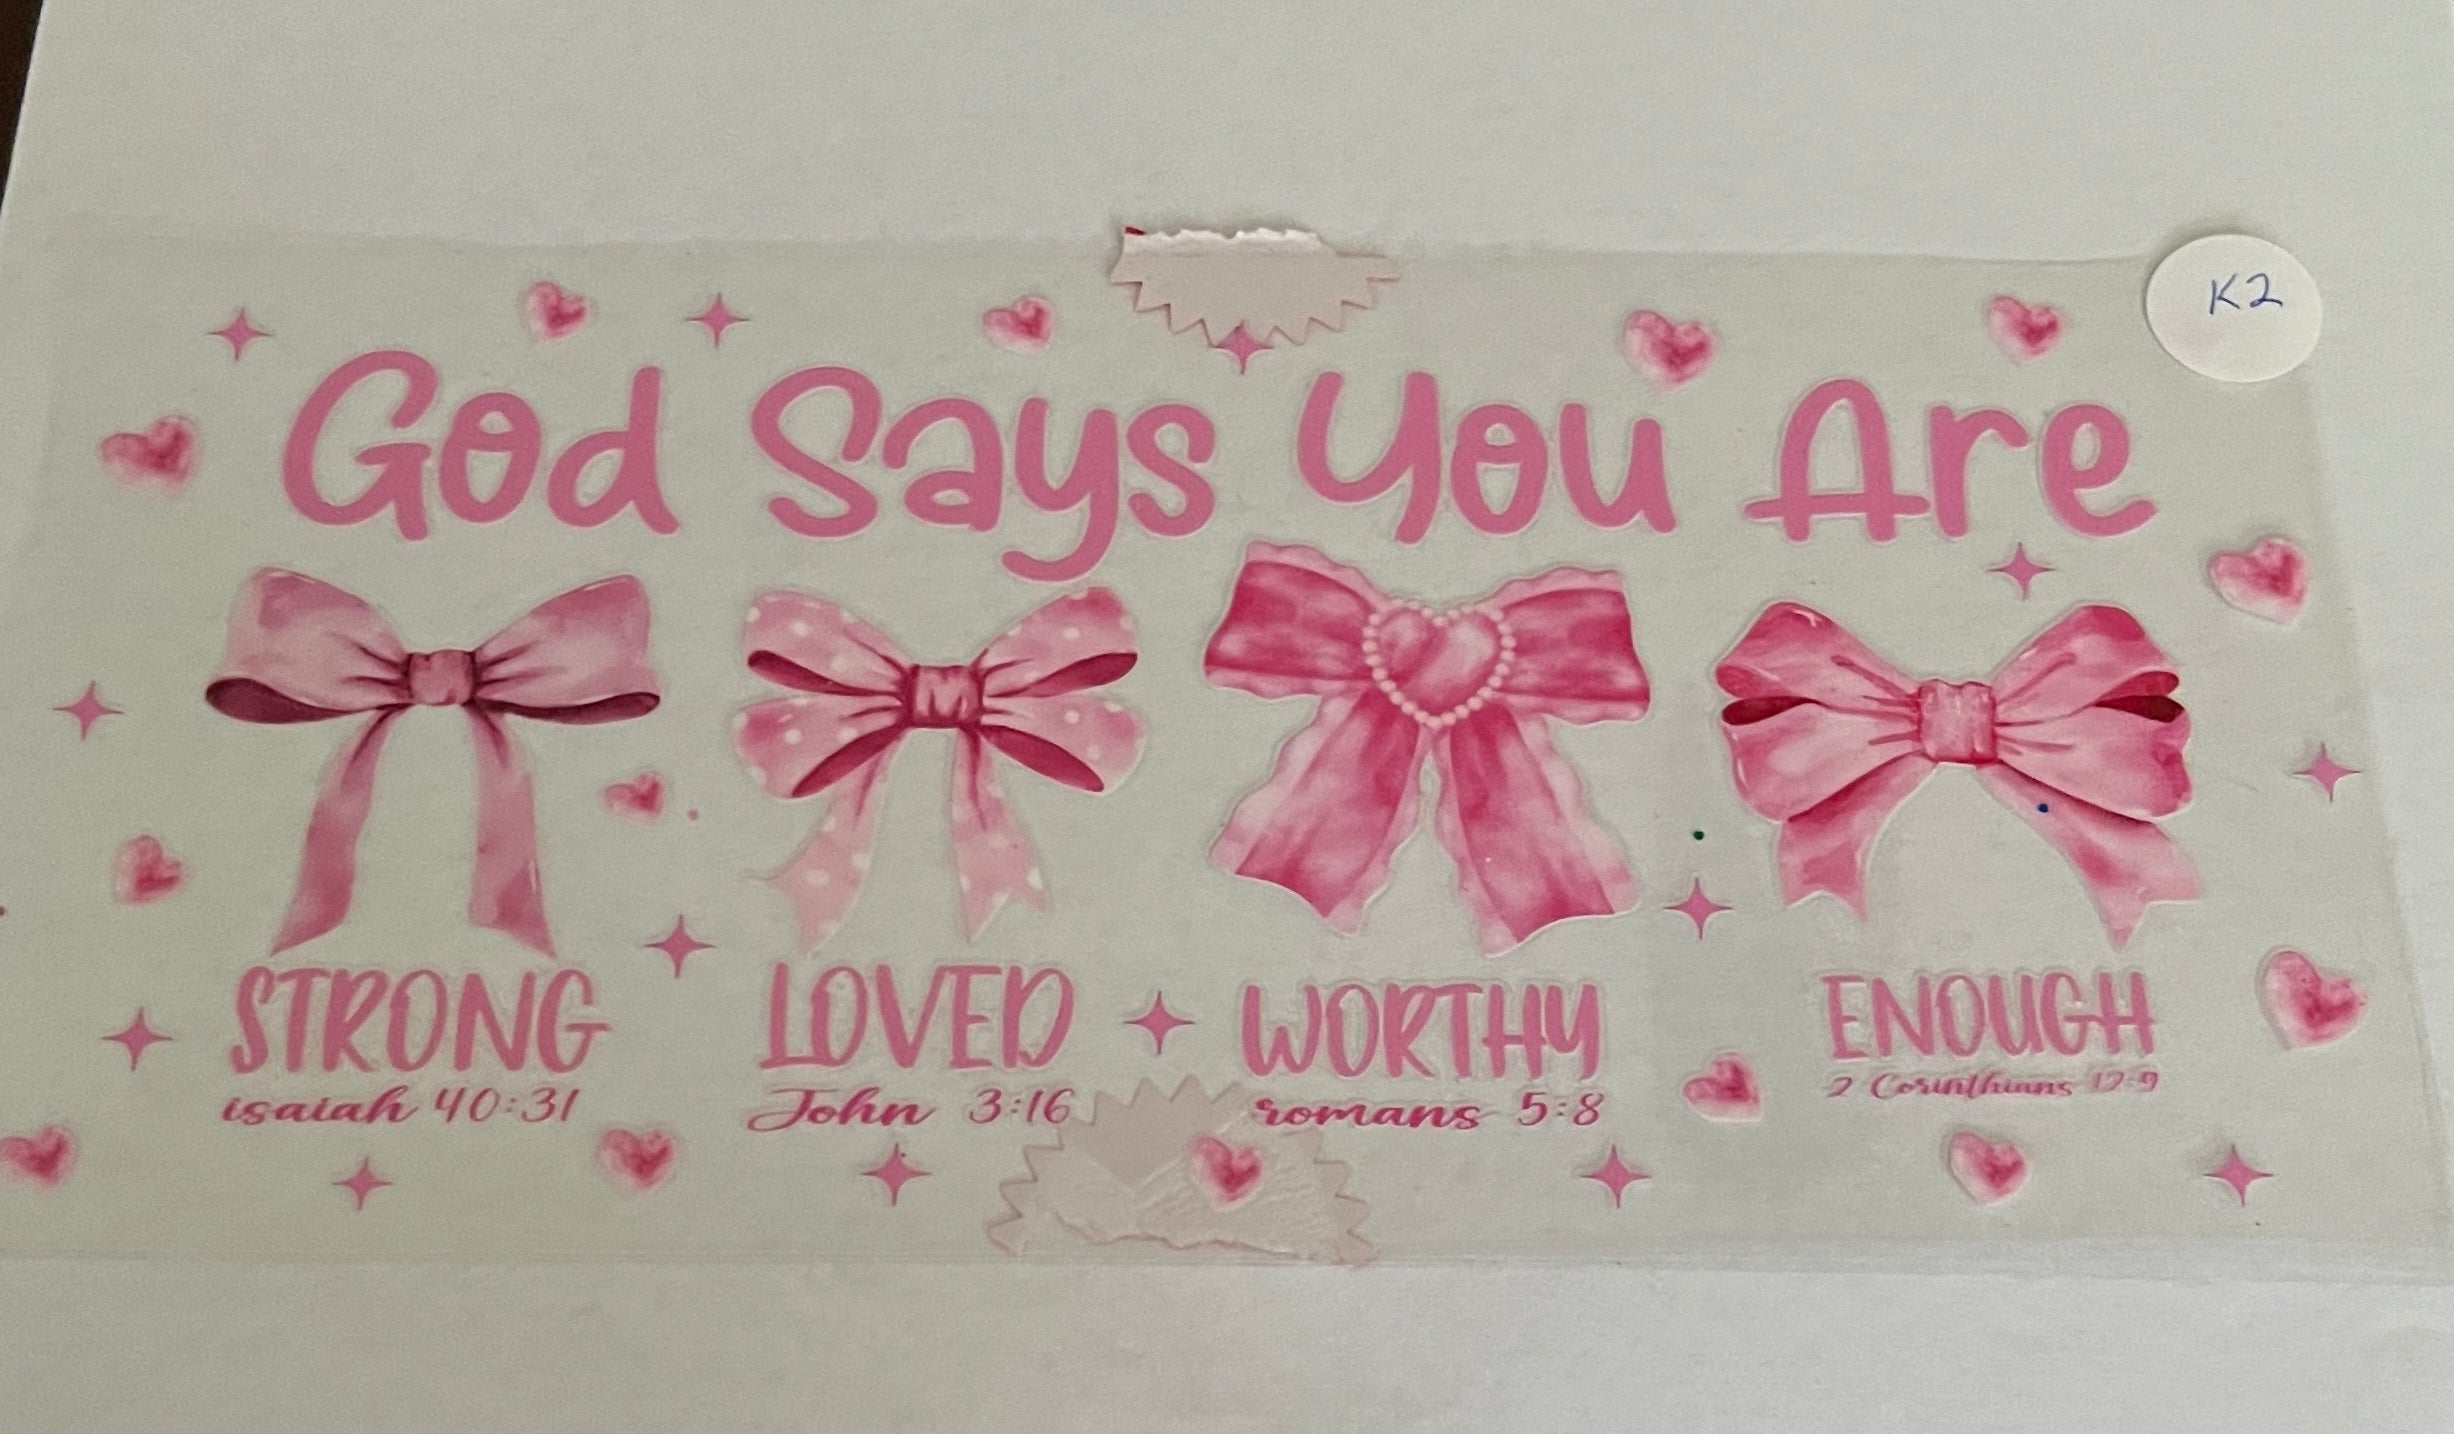 K2
God Says You Are
STRONG
isaiah 40:31
LOVED
John 3:16
WORTHY
romans 5:8
ENOUGH
2 Corinthians 12:9